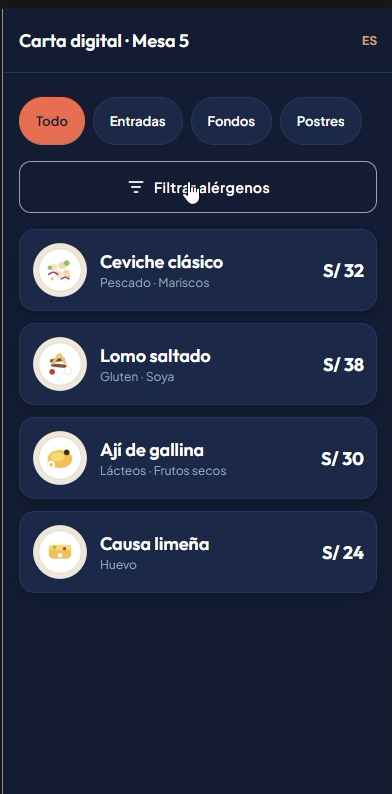 Carta digital · Mesa 5
ES
Todo
Entradas
Fondos
Postres
Filtrar alérgenos
Ceviche clásico
Pescado · Mariscos
S/ 32
Lomo saltado
Gluten · Soya
S/ 38
Ají de gallina
Lácteos · Frutos secos
S/ 30
Causa limeña
Huevo
S/ 24